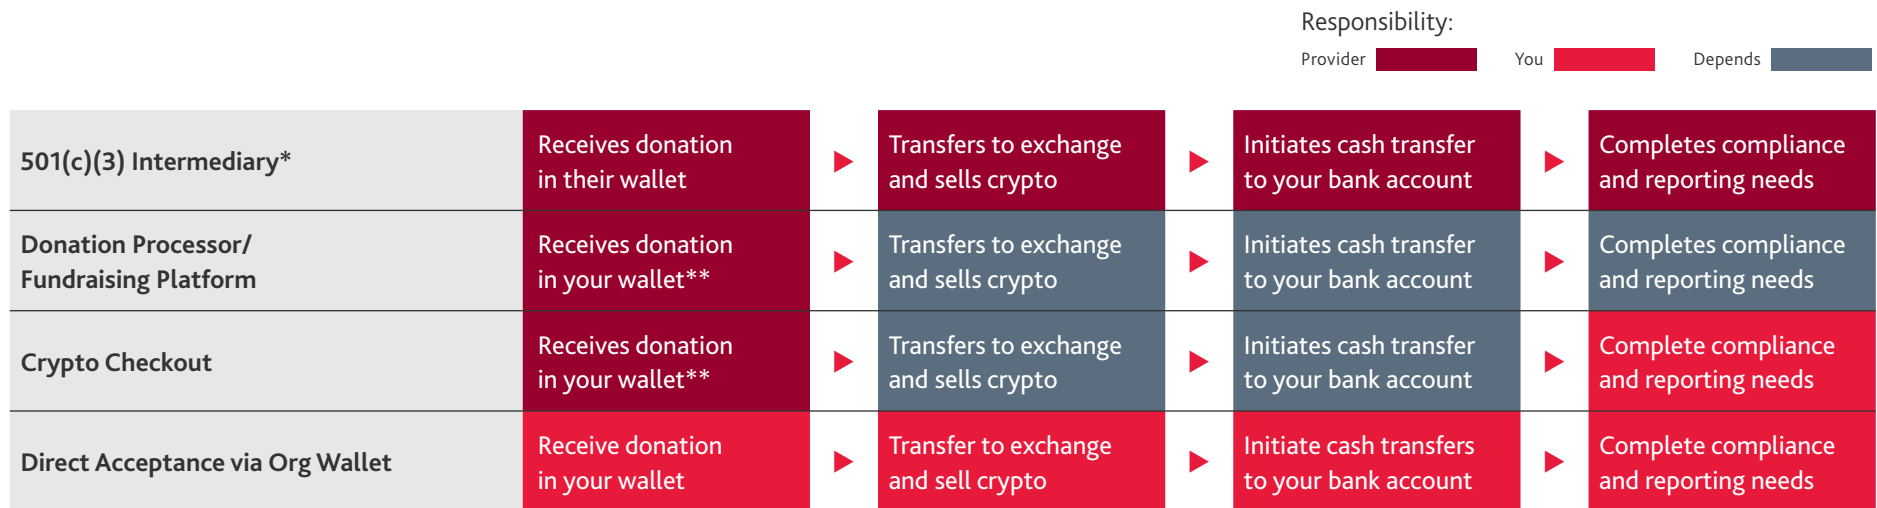 Responsibility:
Provider
You
Depends
501(c)(3) Intermediary*
Receives donation
in their wallet
Transfers to exchange
and sells crypto
Initiates cash transfer
to your bank account
Completes compliance
and reporting needs
Donation Processor/
Fundraising Platform
Receives donation
in your wallet**
Transfers to exchange
and sells crypto
Initiates cash transfer
to your bank account
Completes compliance
and reporting needs
Crypto Checkout
Receives donation
in your wallet**
Transfers to exchange
and sells crypto
Initiates cash transfer
to your bank account
Complete compliance
and reporting needs
Direct Acceptance via Org Wallet
Receive donation
in your wallet
Transfer to exchange
and sell crypto
Initiate cash transfers
to your bank account
Complete compliance
and reporting needs